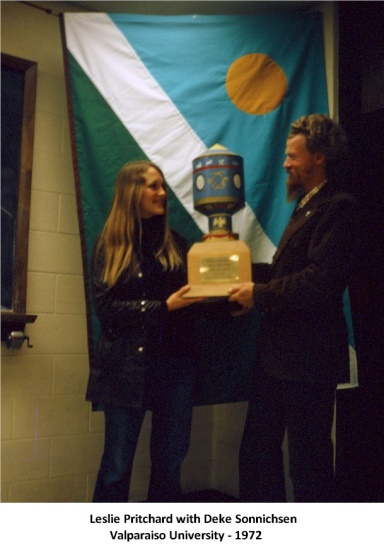 Leslie Pritchard with Deke Sonnichsen
Valparaiso University - 1972